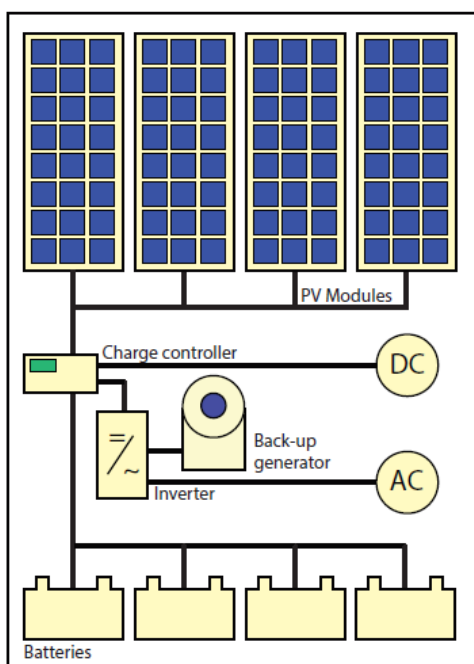 PV Modules
Charge controller
DC
Back-up
generator
=
~
Inverter
AC
Batteries